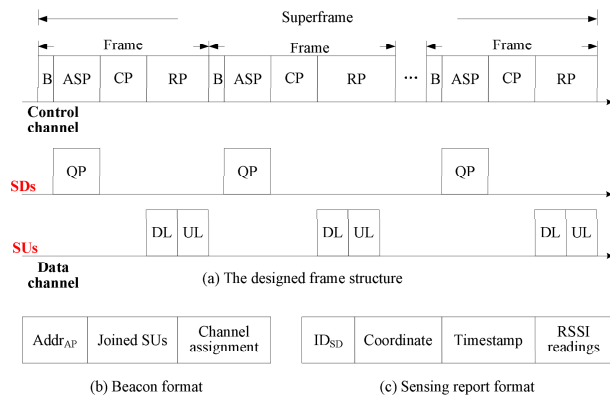 Superframe
Frame Frame Frame
B ASP CP RP B ASP CP RP ... B ASP CP RP
Control
channel
QP QP QP
SDs
DL UL DL UL DL UL
SUs
Data
channel
(a) The designed frame structure
Addr_AP Joined SUs Channel
assignment
(b) Beacon format
ID_SD Coordinate Timestamp RSSI
readings
(c) Sensing report format